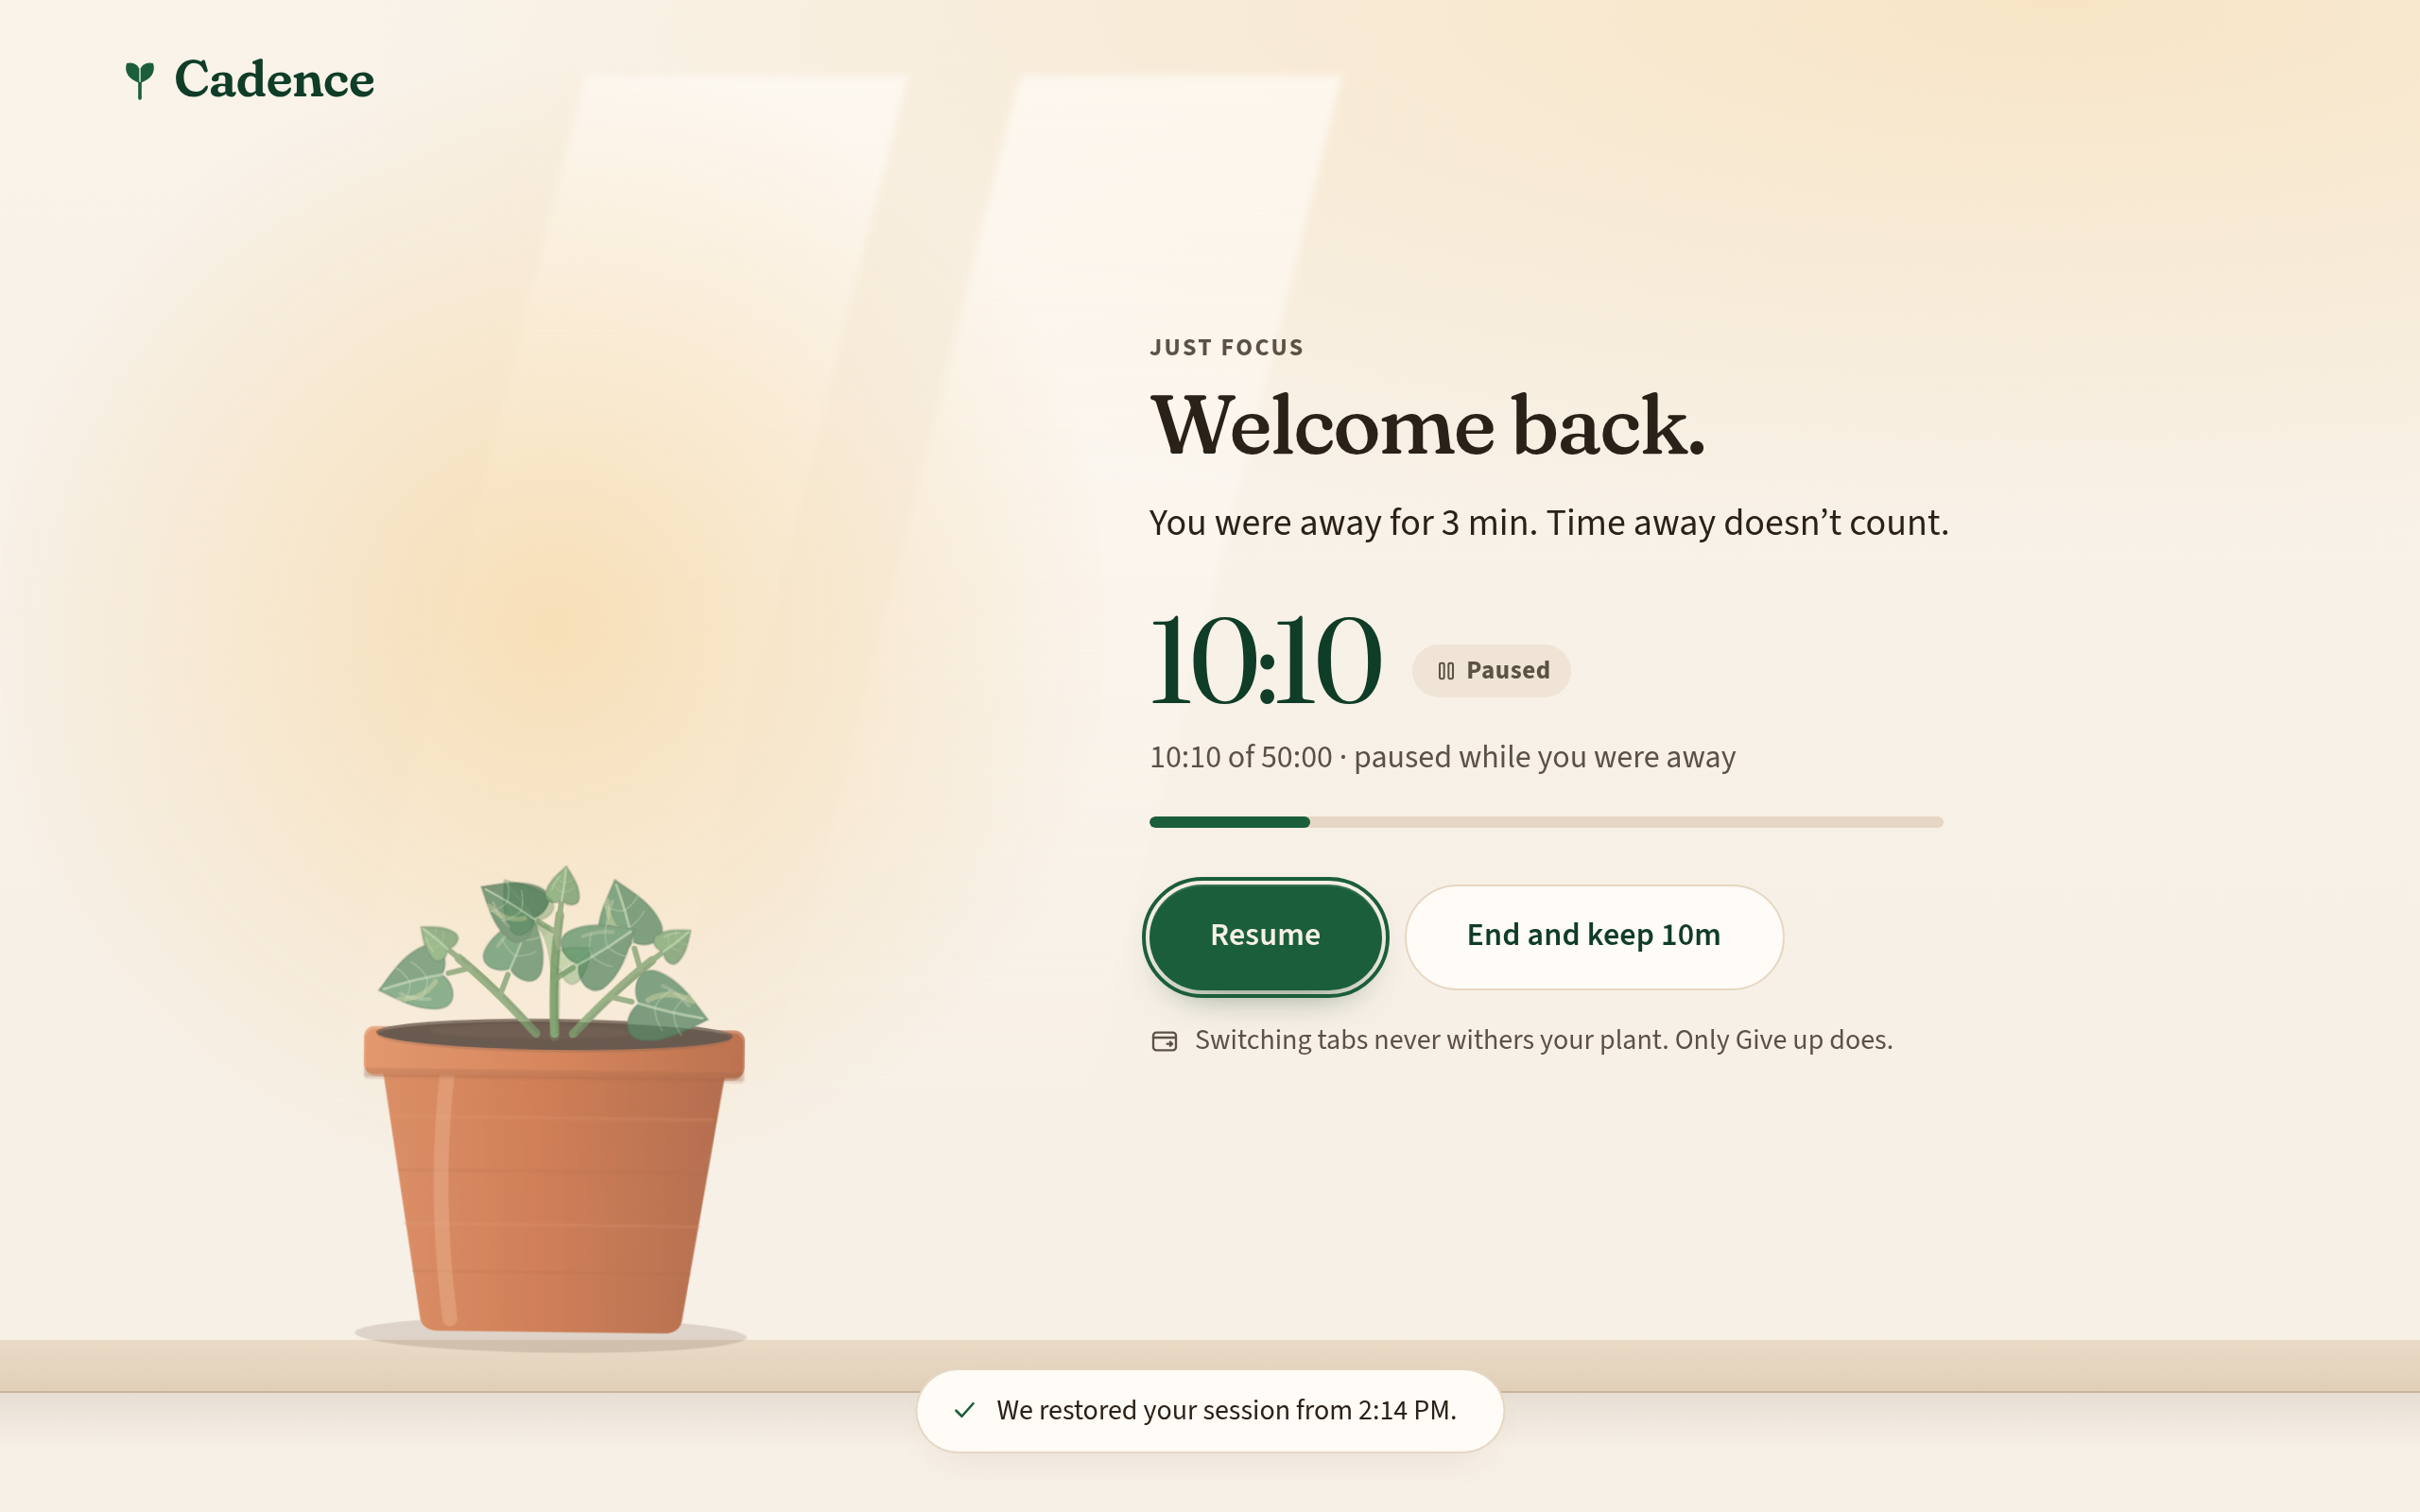 Cadence
JUST FOCUS
Welcome back.
You were away for 3 min. Time away doesn’t count.
10:10
Paused
10:10 of 50:00 · paused while you were away
Resume
End and keep 10m
Switching tabs never withers your plant. Only Give up does.
We restored your session from 2:14 PM.